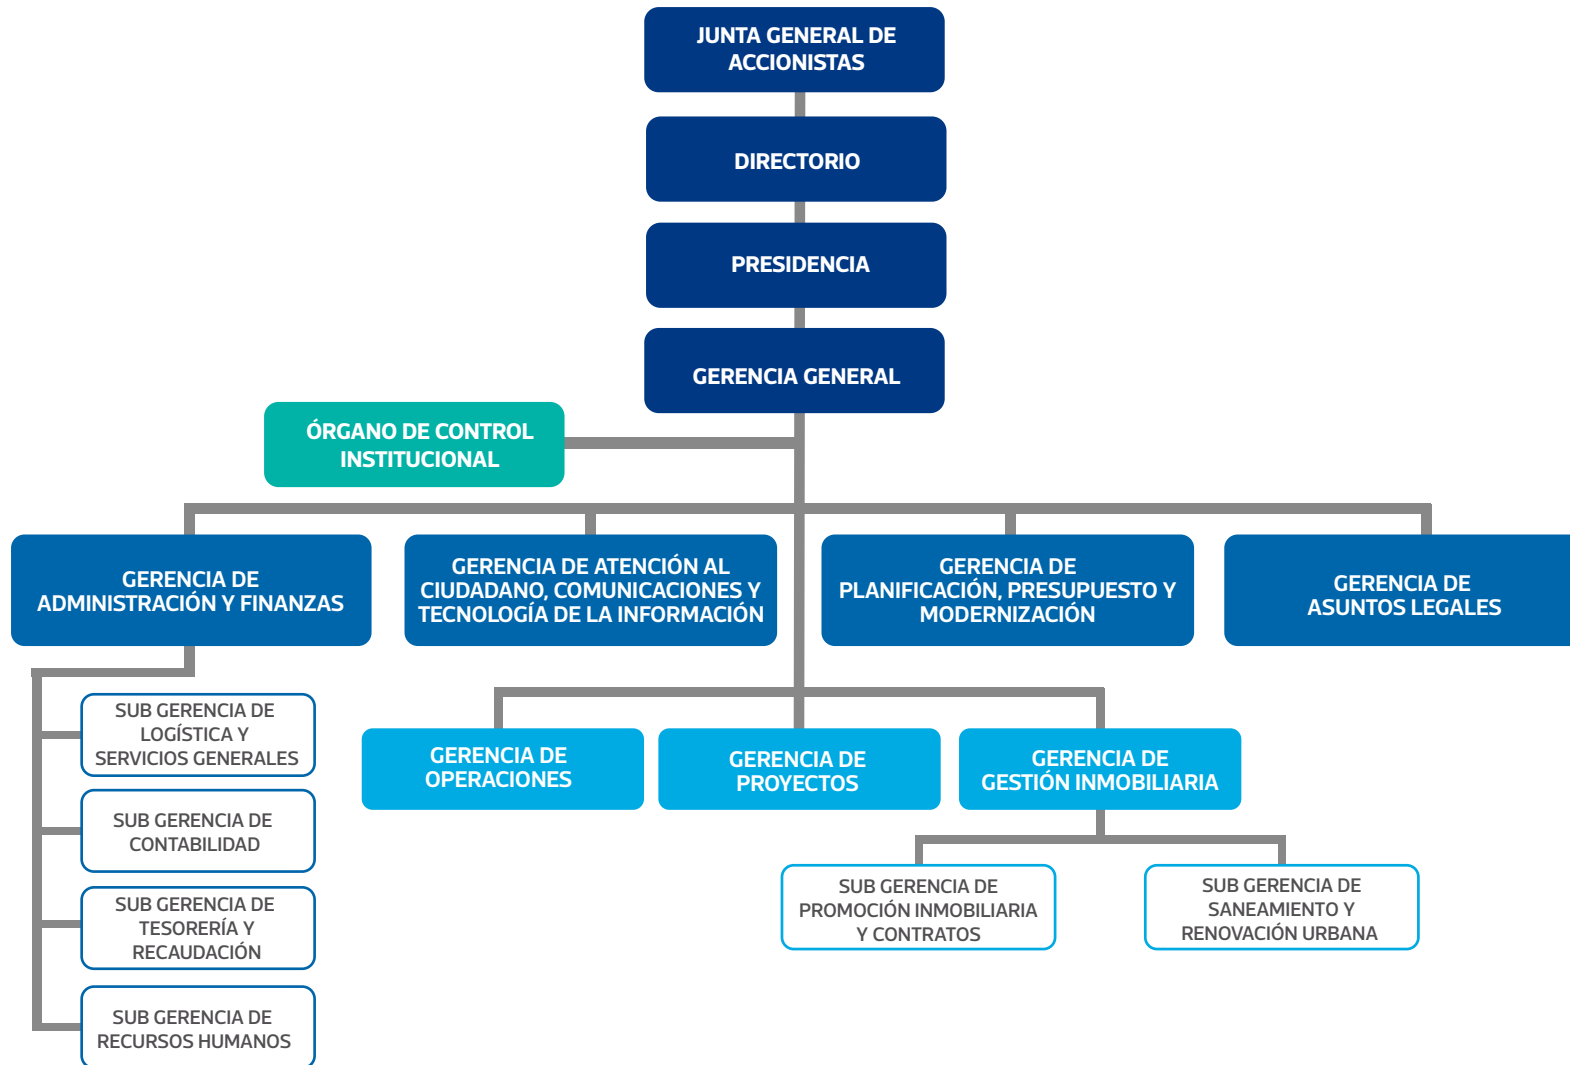 JUNTA GENERAL DE
ACCIONISTAS
DIRECTORIO
PRESIDENCIA
GERENCIA GENERAL
ÓRGANO DE CONTROL
INSTITUCIONAL
GERENCIA DE
ADMINISTRACIÓN Y FINANZAS
GERENCIA DE ATENCIÓN AL
CIUDADANO, COMUNICACIONES Y
TECNOLOGÍA DE LA INFORMACIÓN
GERENCIA DE
PLANIFICACIÓN, PRESUPUESTO Y
MODERNIZACIÓN
GERENCIA DE
ASUNTOS LEGALES
SUB GERENCIA DE
LOGÍSTICA Y
SERVICIOS GENERALES
SUB GERENCIA DE
CONTABILIDAD
SUB GERENCIA DE
TESORERÍA Y
RECAUDACIÓN
SUB GERENCIA DE
RECURSOS HUMANOS
GERENCIA DE
OPERACIONES
GERENCIA DE
PROYECTOS
GERENCIA DE
GESTIÓN INMOBILIARIA
SUB GERENCIA DE
PROMOCIÓN INMOBILIARIA
Y CONTRATOS
SUB GERENCIA DE
SANEAMIENTO Y
RENOVACIÓN URBANA